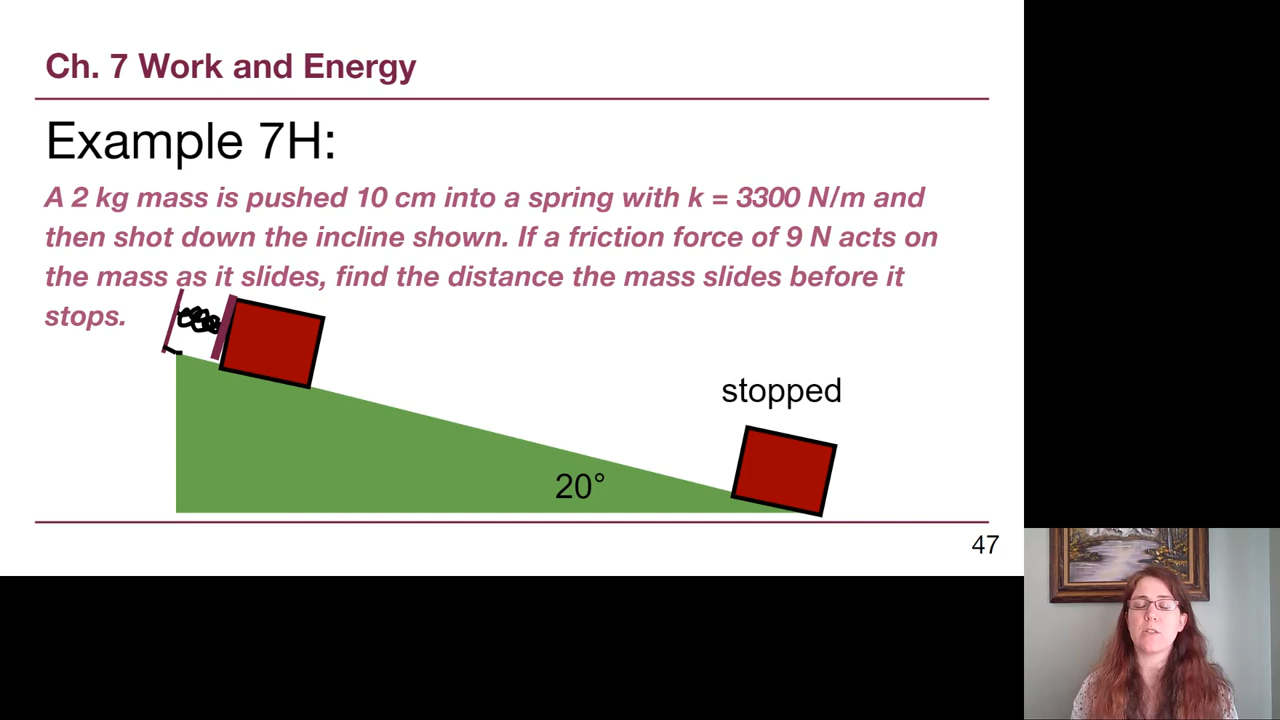 Ch. 7 Work and Energy
Example 7H:
A 2 kg mass is pushed 10 cm into a spring with k = 3300 N/m and
then shot down the incline shown. If a friction force of 9 N acts on
the mass as it slides, find the distance the mass slides before it
stops.
stopped
20°
47